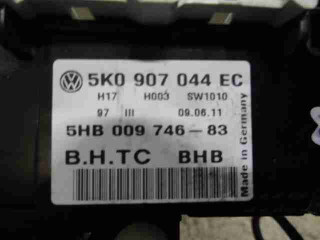 5K0 907 044 EC
H17 H003 SW1010
97 III 09.06.11
5HB 009 746-83
B.H.TC BHB
Made in Germany